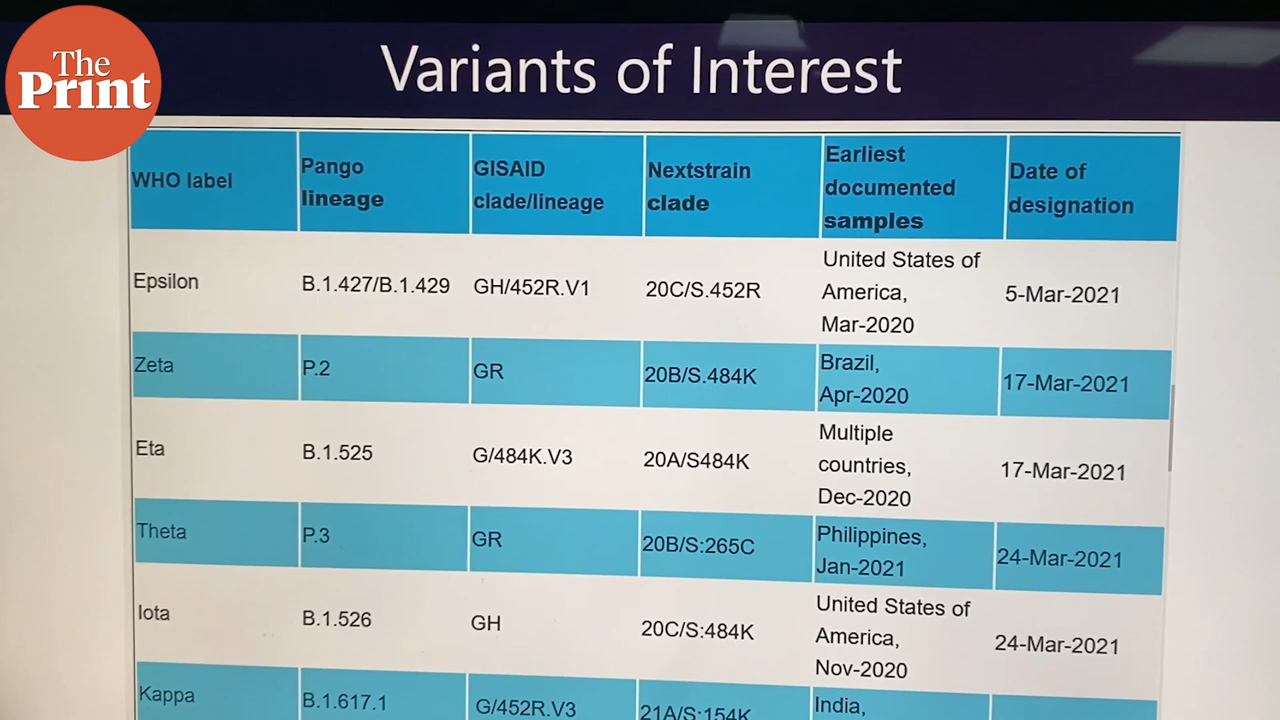 The
Print
Variants of Interest
WHO label
Pango
lineage
GISAID
clade/lineage
Nextstrain
clade
Earliest
documented
samples
Date of
designation
Epsilon
B.1.427/B.1.429
GH/452R.V1
20C/S.452R
United States of
America,
Mar-2020
5-Mar-2021
Zeta
P.2
GR
20B/S.484K
Brazil,
Apr-2020
17-Mar-2021
Eta
B.1.525
G/484K.V3
20A/S484K
Multiple
countries,
Dec-2020
17-Mar-2021
Theta
P.3
GR
20B/S:265C
Philippines,
Jan-2021
24-Mar-2021
Iota
B.1.526
GH
20C/S:484K
United States of
America,
Nov-2020
24-Mar-2021
Kappa
B.1.617.1
G/452R.V3
21A/S:154K
India,